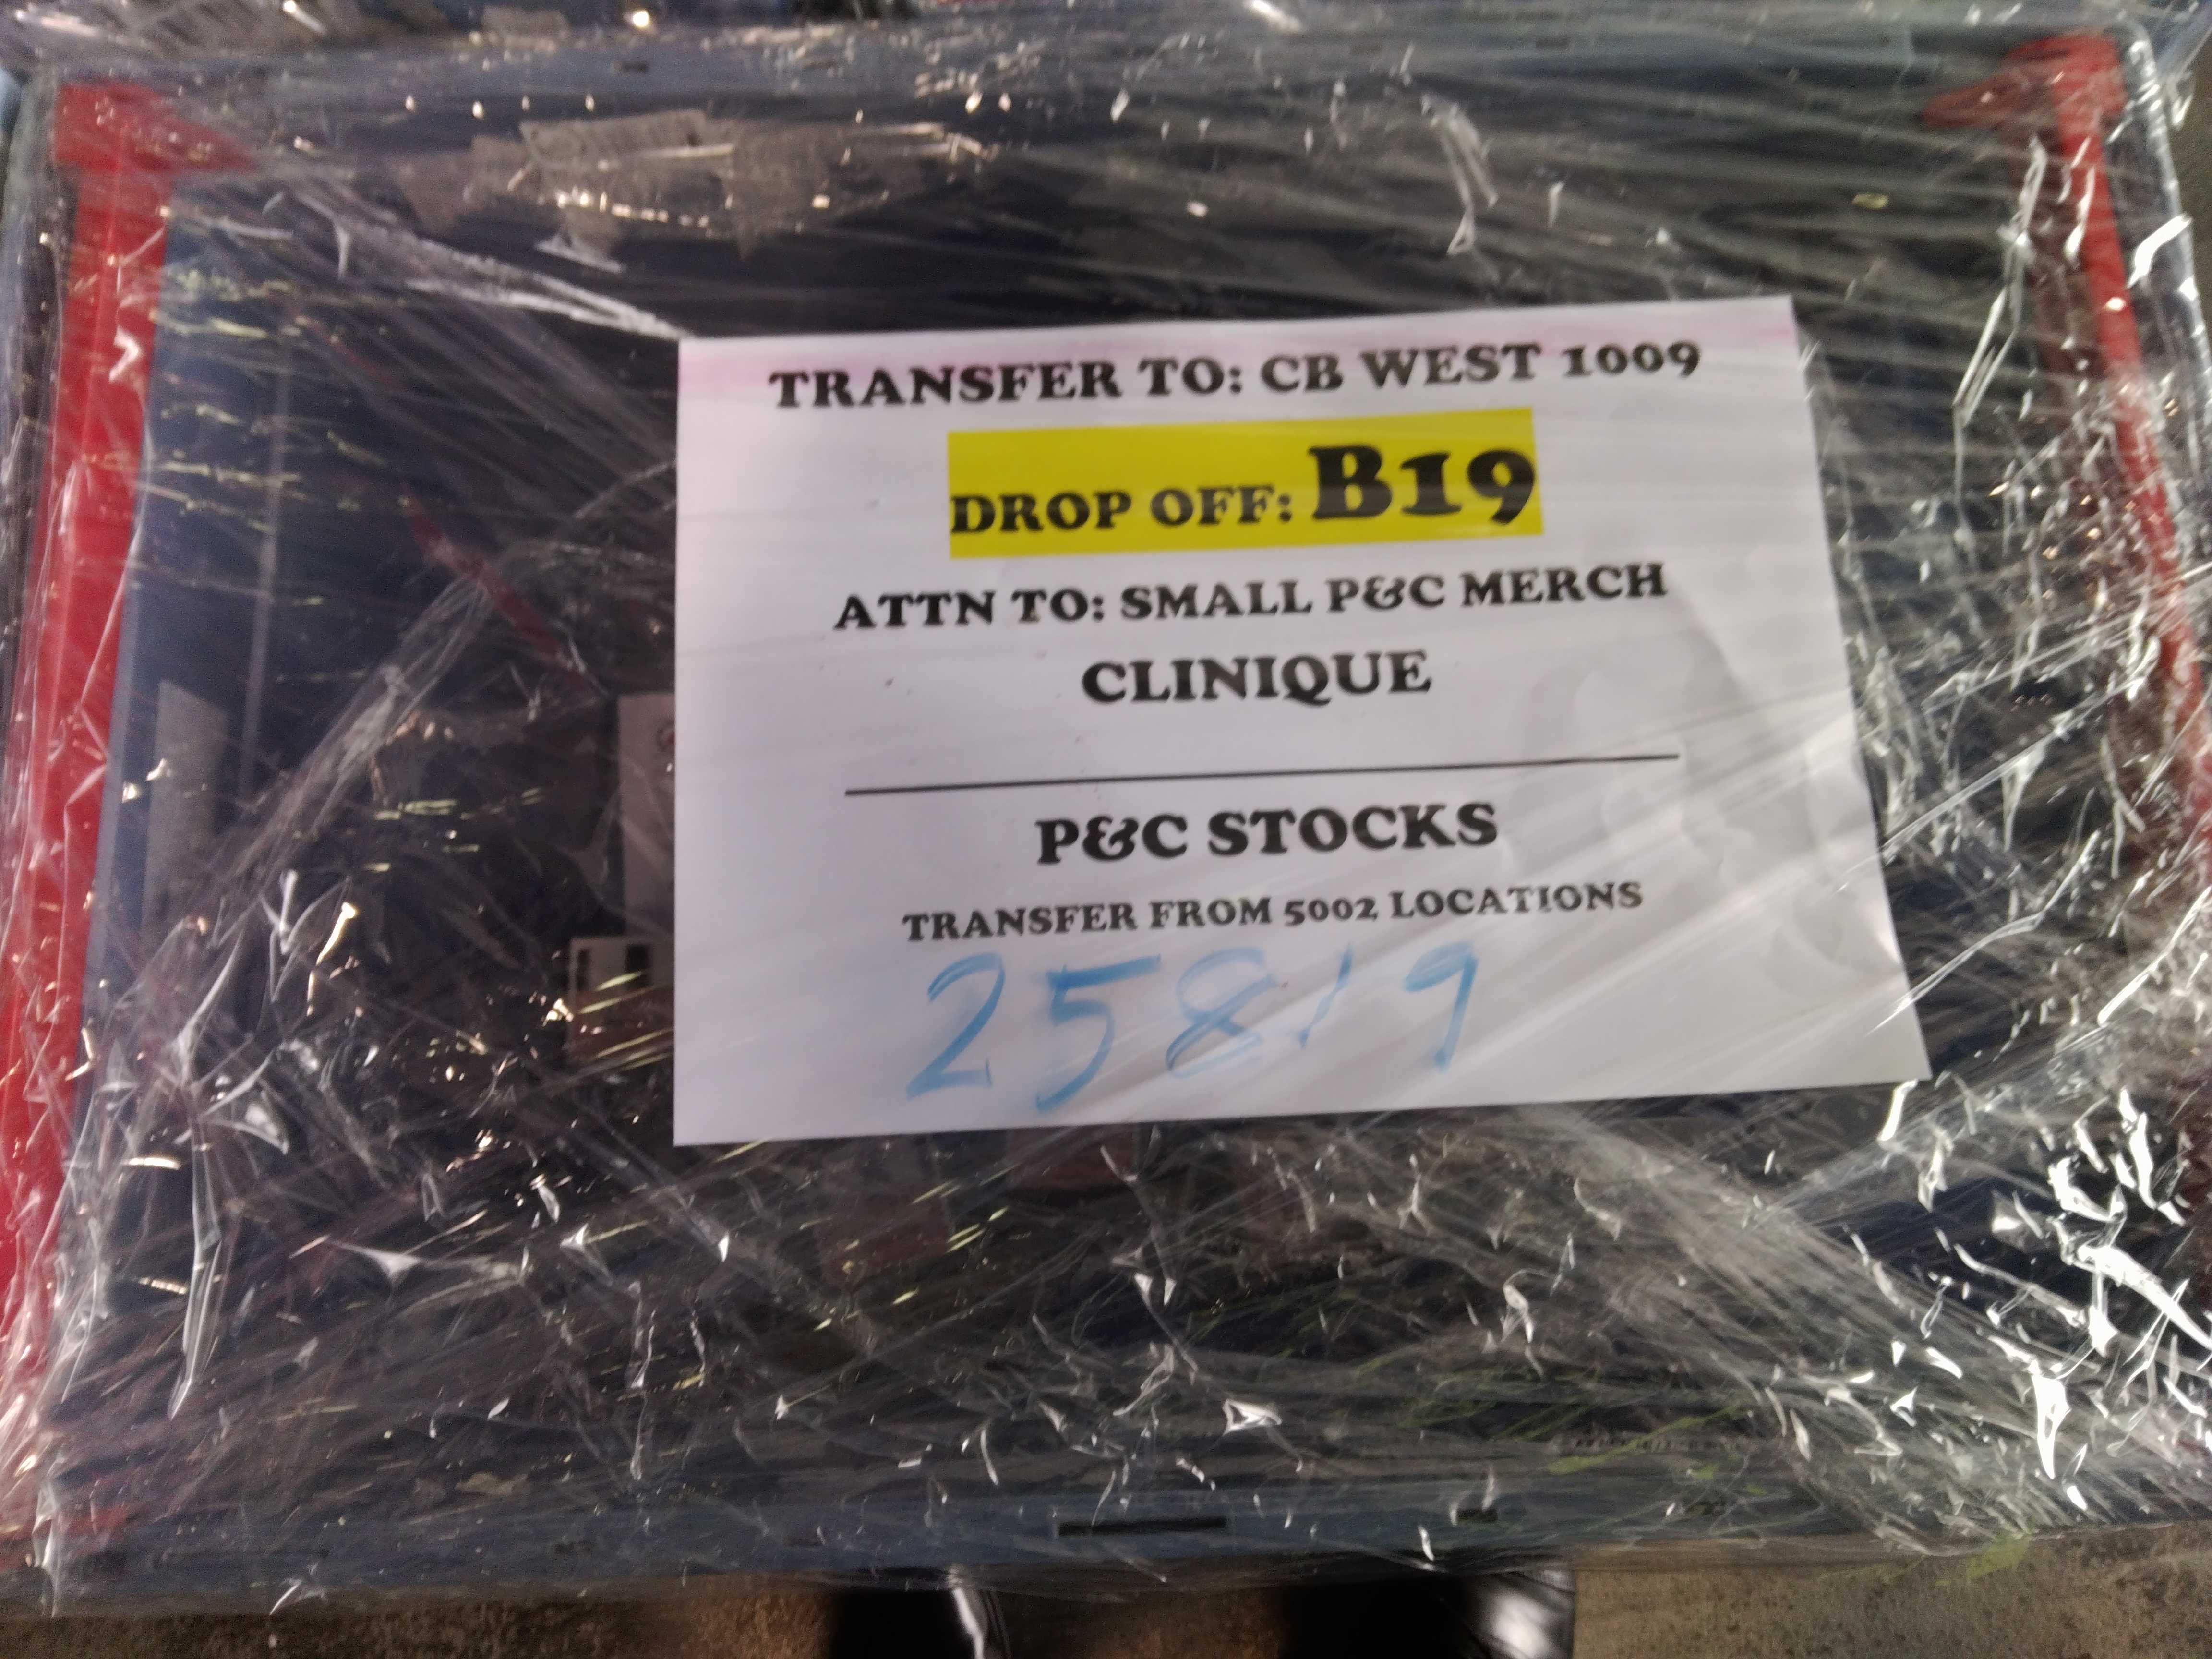 TRANSFER TO: CB WEST 1009
DROP OFF: B19
ATTN TO: SMALL P&C MERCH
CLINIQUE
P&C STOCKS
TRANSFER FROM 5002 LOCATIONS
25819